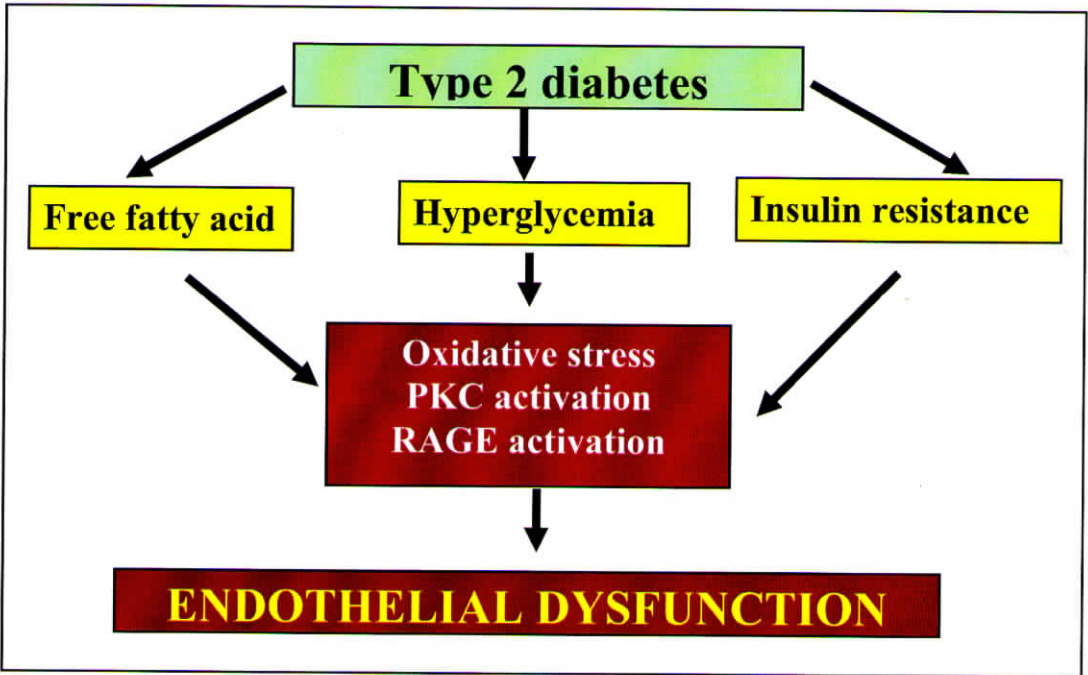 Type 2 diabetes
Free fatty acid
Hyperglycemia
Insulin resistance
Oxidative stress
PKC activation
RAGE activation
ENDOTHELIAL DYSFUNCTION